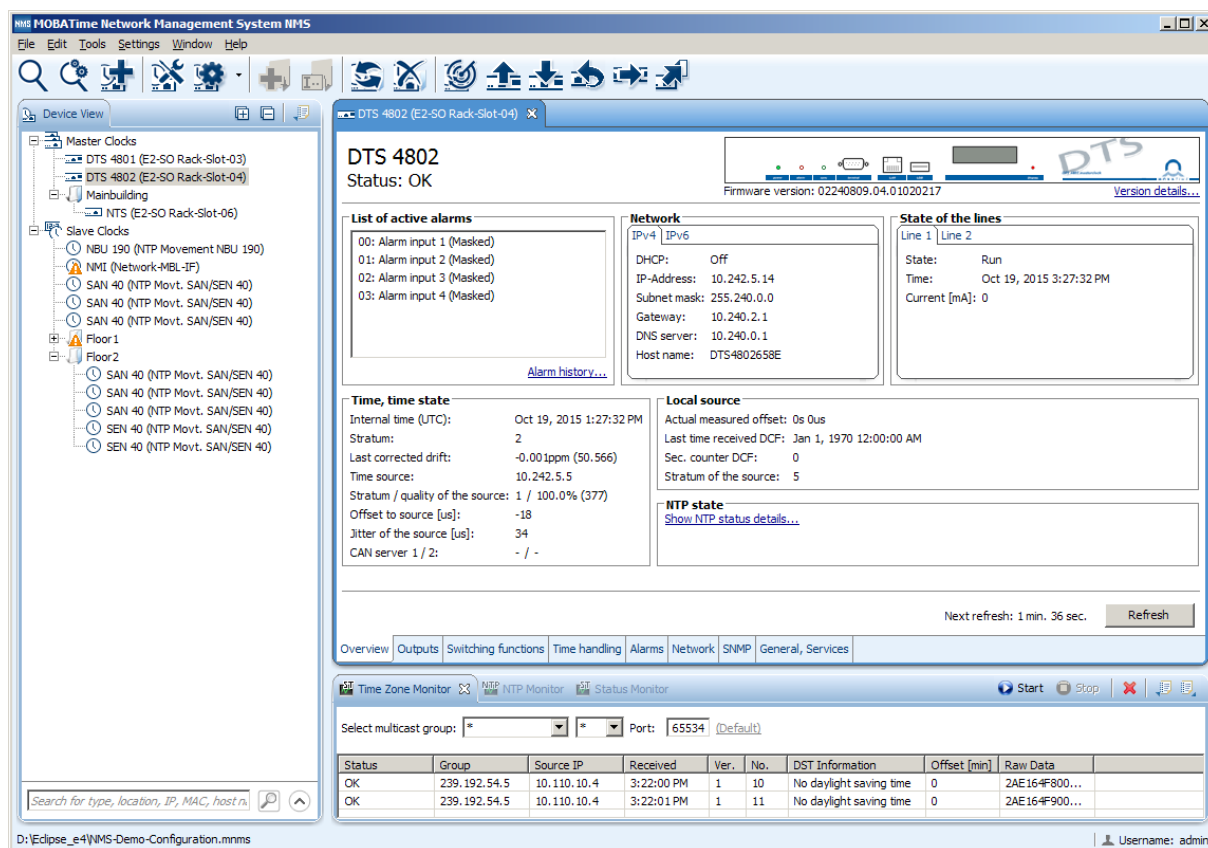 NMS MOBATime Network Management System NMS
File Edit Tools Settings Window Help
Device View
Master Clocks
DTS 4801 (E2-SO Rack-Slot-03)
DTS 4802 (E2-SO Rack-Slot-04)
Mainbuilding
NTS (E2-SO Rack-Slot-06)
Slave Clocks
NBU 190 (NTP Movement NBU 190)
NMI (Network-MBL-IF)
SAN 40 (NTP Movt. SAN/SEN 40)
SAN 40 (NTP Movt. SAN/SEN 40)
SAN 40 (NTP Movt. SAN/SEN 40)
Floor1
Floor2
SAN 40 (NTP Movt. SAN/SEN 40)
SAN 40 (NTP Movt. SAN/SEN 40)
SAN 40 (NTP Movt. SAN/SEN 40)
SEN 40 (NTP Movt. SAN/SEN 40)
SEN 40 (NTP Movt. SAN/SEN 40)
Search for type, location, IP, MAC, host n
DTS 4802 (E2-SO Rack-Slot-04)
DTS 4802
Status: OK
DTS
Firmware version: 02240809.04.01020217
Version details...
List of active alarms
00: Alarm input 1 (Masked)
01: Alarm input 2 (Masked)
02: Alarm input 3 (Masked)
03: Alarm input 4 (Masked)
Alarm history...
Network
IPv4 IPv6
DHCP: Off
IP-Address: 10.242.5.14
Subnet mask: 255.240.0.0
Gateway: 10.240.2.1
DNS server: 10.240.0.1
Host name: DTS4802658E
State of the lines
Line 1 Line 2
State: Run
Time: Oct 19, 2015 3:27:32 PM
Current [mA]: 0
Time, time state
Internal time (UTC): Oct 19, 2015 1:27:32 PM
Stratum: 2
Last corrected drift: -0.001ppm (50.566)
Time source: 10.242.5.5
Stratum / quality of the source: 1 / 100.0% (377)
Offset to source [us]: -18
Jitter of the source [us]: 34
CAN server 1 / 2: - / -
Local source
Actual measured offset: 0s 0us
Last time received DCF: Jan 1, 1970 12:00:00 AM
Sec. counter DCF: 0
Stratum of the source: 5
NTP state
Show NTP status details...
Next refresh: 1 min. 36 sec. Refresh
Overview Outputs Switching functions Time handling Alarms Network SNMP General, Services
Time Zone Monitor NTP Monitor Status Monitor Start Stop
Select multicast group: * * Port: 65534 (Default)
Status Group Source IP Received Ver. No. DST Information Offset [min] Raw Data
OK 239.192.54.5 10.110.10.4 3:22:00 PM 1 10 No daylight saving time 0 2AE164F800...
OK 239.192.54.5 10.110.10.4 3:22:01 PM 1 11 No daylight saving time 0 2AE164F900...
D:\Eclipse_e4\NMS-Demo-Configuration.mnms
Username: admin